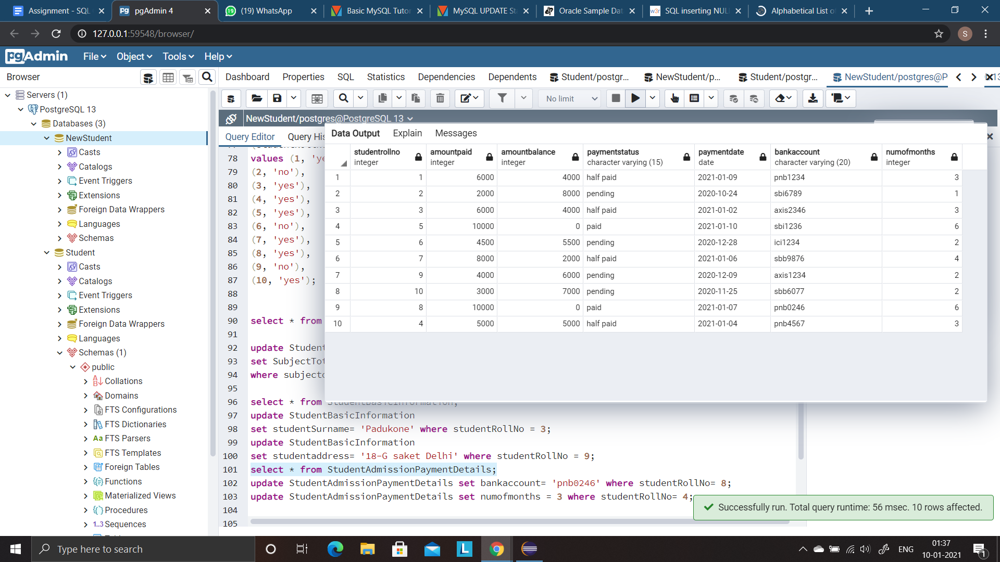 Assignment - SQL
pgAdmin 4
(19) WhatsApp
Basic MySQL Tutor
MySQL UPDATE Sta
Oracle Sample Dat
SQL inserting NULL
Alphabetical List o
127.0.0.1:59548/browser/
S
pgAdmin File Object Tools Help
Browser
Dashboard Properties SQL Statistics Dependencies Dependents Student/postgr... NewStudent/p... Student/postgr... NewStudent/postgres@P
No limit
NewStudent/postgres@PostgreSQL 13
Servers (1)
PostgreSQL 13
Databases (3)
NewStudent
Casts
Catalogs
Event Triggers
Extensions
Foreign Data Wrappers
Languages
Schemas
Student
Casts
Catalogs
Event Triggers
Extensions
Foreign Data Wrappers
Languages
Schemas (1)
public
Collations
Domains
FTS Configurations
FTS Dictionaries
Aa FTS Parsers
FTS Templates
Foreign Tables
Functions
Materialized Views
Procedures
1..3 Sequences
Query Editor Query His
78 values (1, 'ye
79 (2, 'no'),
80 (3, 'yes'),
81 (4, 'yes'),
82 (5, 'yes'),
83 (6, 'no'),
84 (7, 'yes'),
85 (8, 'yes'),
86 (9, 'no'),
87 (10, 'yes');
88
89
90 select * from
91
92 update Student
93 set SubjectTot
94 where subjectc
95
96 select * from StudentBasicInformation;
97 update StudentBasicInformation
98 set studentSurname= 'Padukone' where studentRollNo = 3;
99 update StudentBasicInformation
100 set studentaddress= '18-G saket Delhi' where studentRollNo = 9;
101 select * from StudentAdmissionPaymentDetails;
102 update StudentAdmissionPaymentDetails set bankaccount= 'pnb0246' where studentRollNo= 8;
103 update StudentAdmissionPaymentDetails set numofmonths = 3 where studentRollNo= 4;
104
105
Data Output Explain Messages
studentrollno amountpaid amountbalance paymentstatus paymentdate bankaccount numofmonths
integer integer integer character varying (15) date character varying (20) integer
1 1 6000 4000 half paid 2021-01-09 pnb1234 3
2 2 2000 8000 pending 2020-10-24 sbi6789 1
3 3 6000 4000 half paid 2021-01-02 axis2346 3
4 5 10000 0 paid 2021-01-10 sbi1236 6
5 6 4500 5500 pending 2020-12-28 ici1234 2
6 7 8000 2000 half paid 2021-01-06 sbb9876 4
7 9 4000 6000 pending 2020-12-09 axis1234 2
8 10 3000 7000 pending 2020-11-25 sbb6077 2
9 8 10000 0 paid 2021-01-07 pnb0246 6
10 4 5000 5000 half paid 2021-01-04 pnb4567 3
Successfully run. Total query runtime: 56 msec. 10 rows affected.
Type here to search
L
ENG
01:37
10-01-2021
1